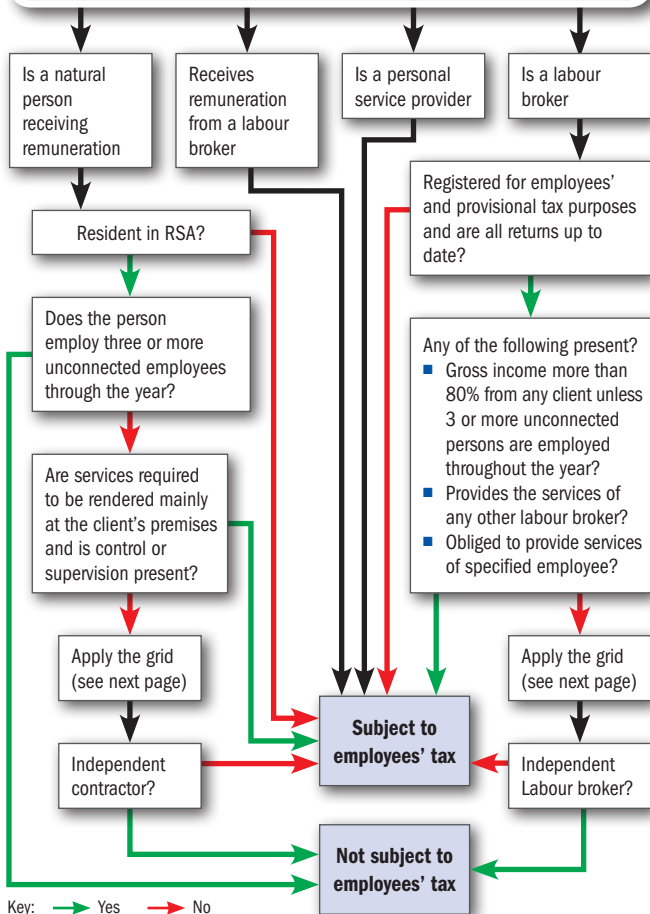 Is a natural
person
receiving
remuneration
Receives
remuneration
from a labour
broker
Is a personal
service provider
Is a labour
broker
Resident in RSA?
Registered for employees'
and provisional tax purposes
and are all returns up to
date?
Does the person
employ three or more
unconnected employees
through the year?
Any of the following present?
■ Gross income more than
80% from any client unless
3 or more unconnected
persons are employed
throughout the year?
■ Provides the services of
any other labour broker?
■ Obliged to provide services
of specified employee?
Are services required
to be rendered mainly
at the client's premises
and is control or
supervision present?
Apply the grid
(see next page)
Apply the grid
(see next page)
Subject to
employees' tax
Independent
contractor?
Independent
Labour broker?
Not subject to
employees' tax
Key: Yes No